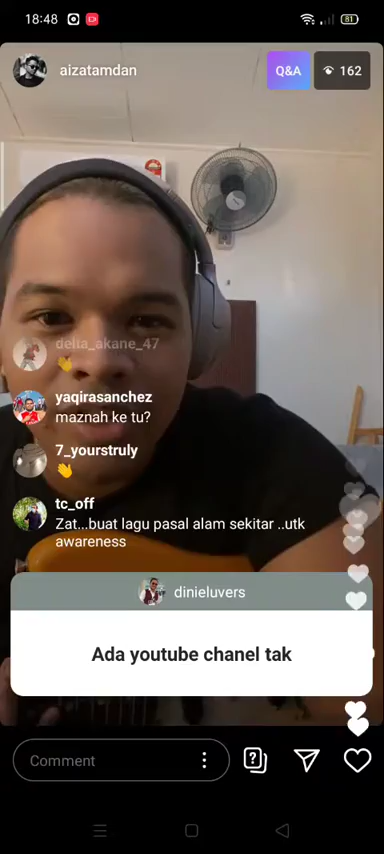 18:48
81
aizatamdan
Q&A
162
delta_akane_47
👋
yaqirasanchez
maznah ke tu?
7_yourstruly
👋
tc_off
Zat...buat lagu pasal alam sekitar ..utk
awareness
dinieluvers
Ada youtube chanel tak
Comment